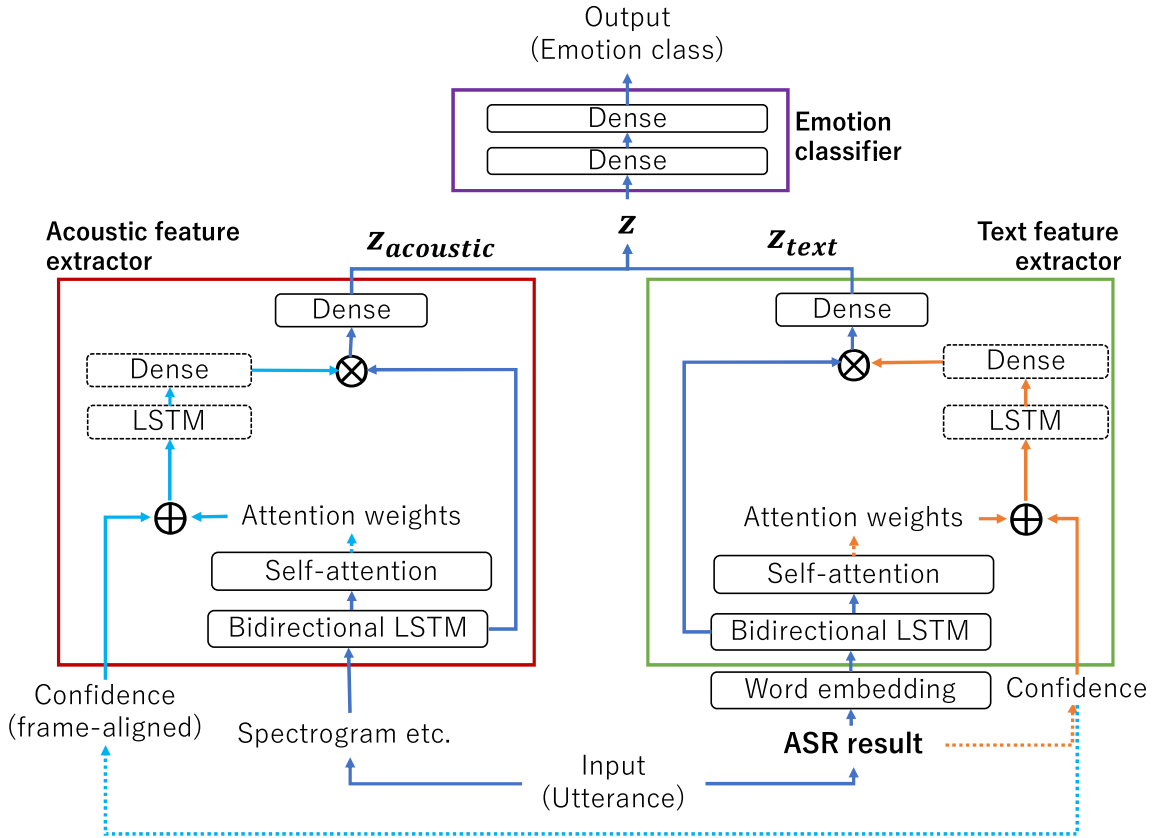 Output
(Emotion class)
Dense
Dense
Emotion
classifier
z
Acoustic feature
extractor
z_acoustic
z_text
Text feature
extractor
Dense
Dense
Dense
LSTM
Attention weights
Self-attention
Bidirectional LSTM
Dense
LSTM
Attention weights
Self-attention
Bidirectional LSTM
Word embedding
Confidence
Confidence
(frame-aligned)
Spectrogram etc.
ASR result
Input
(Utterance)